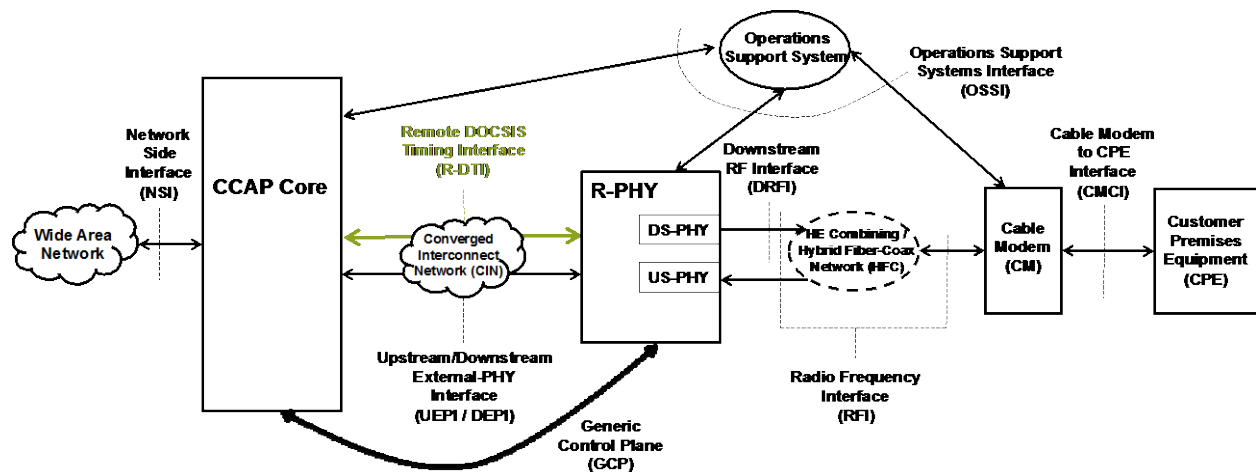 Operations
Support System
Operations Support
Systems Interface
(OSSI)
Network
Side
Interface
(NSI)
CCAP Core
Remote DOCSIS
Timing Interface
(R-DTI)
Downstream
RF Interface
(DRFI)
Cable Modem
to CPE
Interface
(CMCI)
R-PHY
Wide Area
Network
Converged
Interconnect
Network (CIN)
DS-PHY
US-PHY
HE Combining /
Hybrid Fiber-Coax
Network (HFC)
Cable
Modem
(CM)
Customer
Premises
Equipment
(CPE)
Upstream/Downstream
External-PHY
Interface
(UEPI / DEPI)
Radio Frequency
Interface
(RFI)
Generic
Control Plane
(GCP)